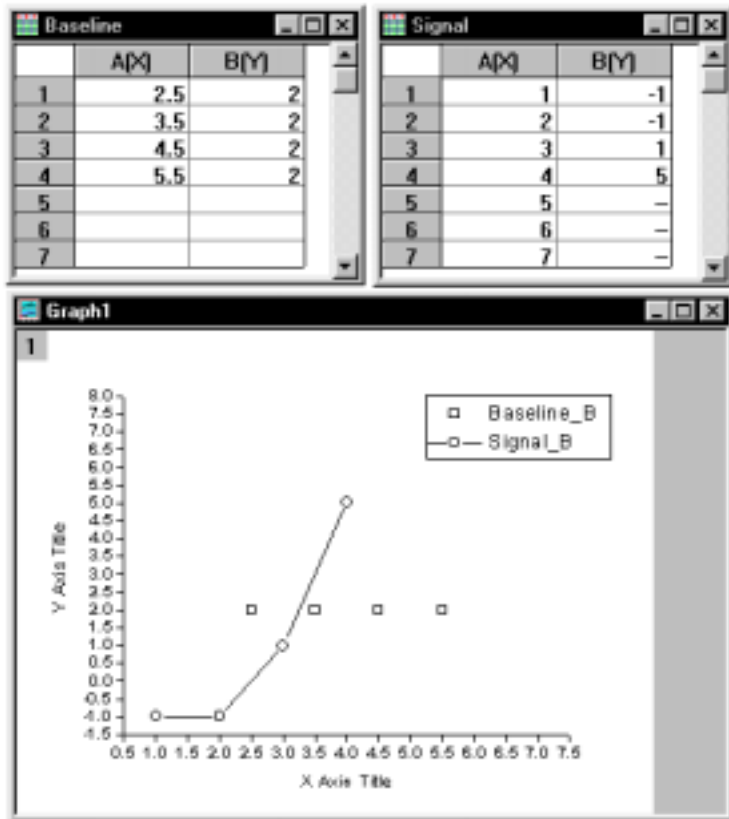 Baseline
A(X) B(Y)
1 2.5 2
2 3.5 2
3 4.5 2
4 5.5 2
5
6
7
Signal
A(X) B(Y)
1 1 -1
2 2 -1
3 3 1
4 4 5
5 5 –
6 6 –
7 7 –
Graph1
1
Baseline_B
Signal_B
8.0
7.5
7.0
6.5
6.0
5.5
5.0
4.5
4.0
3.5
3.0
2.5
2.0
1.5
1.0
0.5
0.0
-0.5
-1.0
-1.5
Y Axis Title
0.5 1.0 1.5 2.0 2.5 3.0 3.5 4.0 4.5 5.0 5.5 6.0 6.5 7.0 7.5
X Axis Title